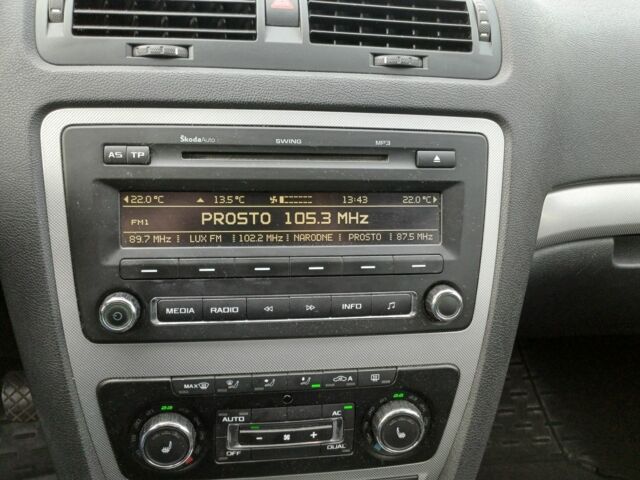 ŠkodaAuto SWING MP3
AS TP
22.0 °C 13.5 °C 13:43 22.0 °C
FM1 PROSTO 105.3 MHz
89.7 MHz LUX FM 102.2 MHz NARODNE PROSTO 87.5 MHz
MEDIA RADIO INFO
MAX A
AUTO AC
OFF DUAL